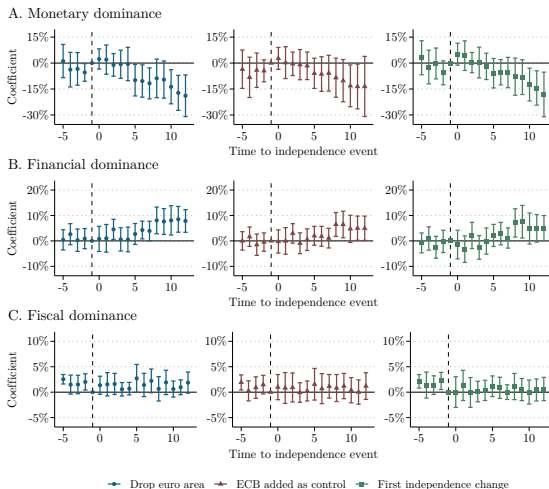 A. Monetary dominance
Coefficient
15%
0%
-15%
-30%
15%
0%
-15%
-30%
15%
0%
-15%
-30%
-5 0 5 10
-5 0 5 10
-5 0 5 10
Time to independence event
B. Financial dominance
Coefficient
20%
10%
0%
-10%
20%
10%
0%
-10%
20%
10%
0%
-10%
-5 0 5 10
-5 0 5 10
-5 0 5 10
Time to independence event
C. Fiscal dominance
Coefficient
10%
5%
0%
-5%
10%
5%
0%
-5%
10%
5%
0%
-5%
-5 0 5 10
-5 0 5 10
-5 0 5 10
Time to independence event
Drop euro area ECB added as control First independence change